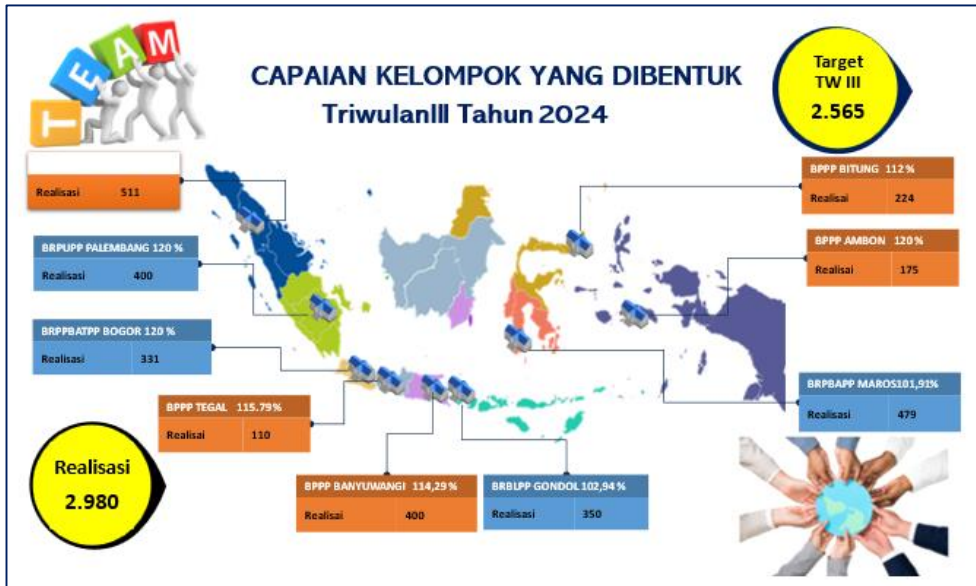 TEAM
CAPAIAN KELOMPOK YANG DIBENTUK
TriwulanIII Tahun 2024
Target
TW III
2.565
Realisasi 511
BRPUPP PALEMBANG 120 %
Realisasi 400
BRPPBATPP BOGOR 120 %
Realisasi 331
BPPP TEGAL 115.79%
Realisai 110
Realisasi
2.980
BPPP BANYUWANGI 114,29 %
Realisai 400
BRBLPP GONDOL 102,94 %
Realisasi 350
BPPP BITUNG 112 %
Realisai 224
BPPP AMBON 120 %
Realisai 175
BRPBAPP MAROS101,91%
Realisasi 479